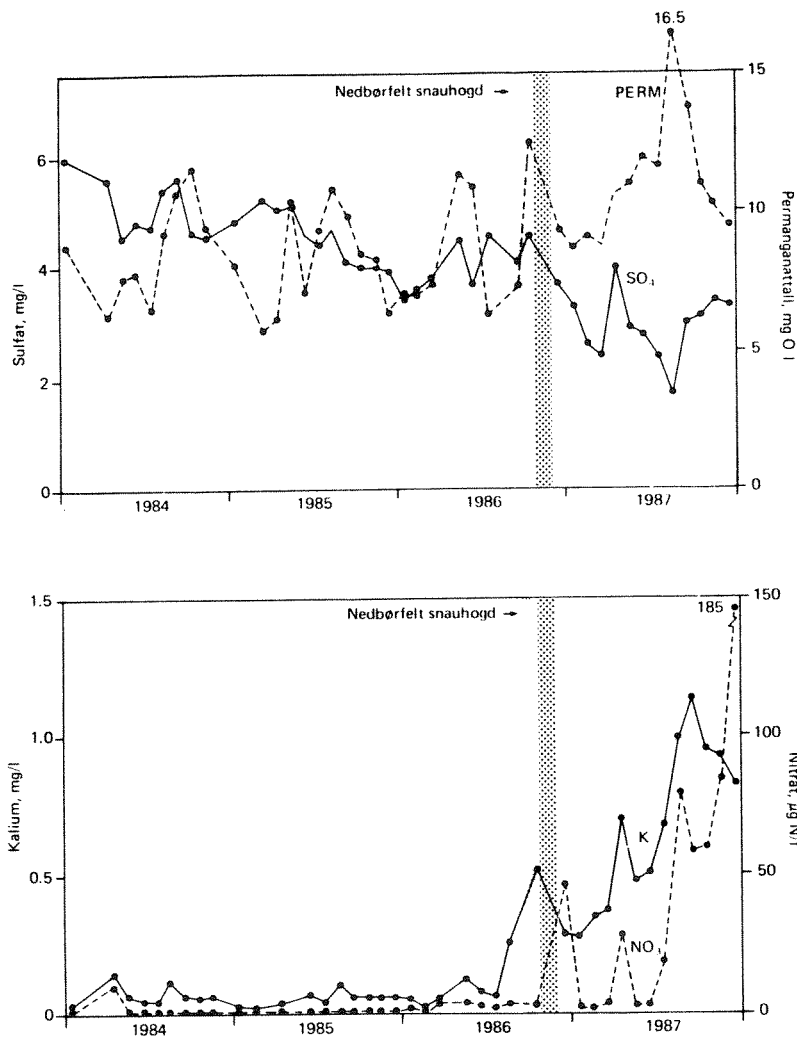 16.5
Nedbørfelt snauhogd →
PERM
15
6
10
4
SO₄
5
2
0
0
Sulfat, mg/l
Permanganattall, mg O l
1984
1985
1986
1987
1.5
Nedbørfelt snauhogd →
150
185
1.0
100
0.5
50
K
NO
0
0
Kalium, mg/l
Nitrat, µg N/l
1984
1985
1986
1987